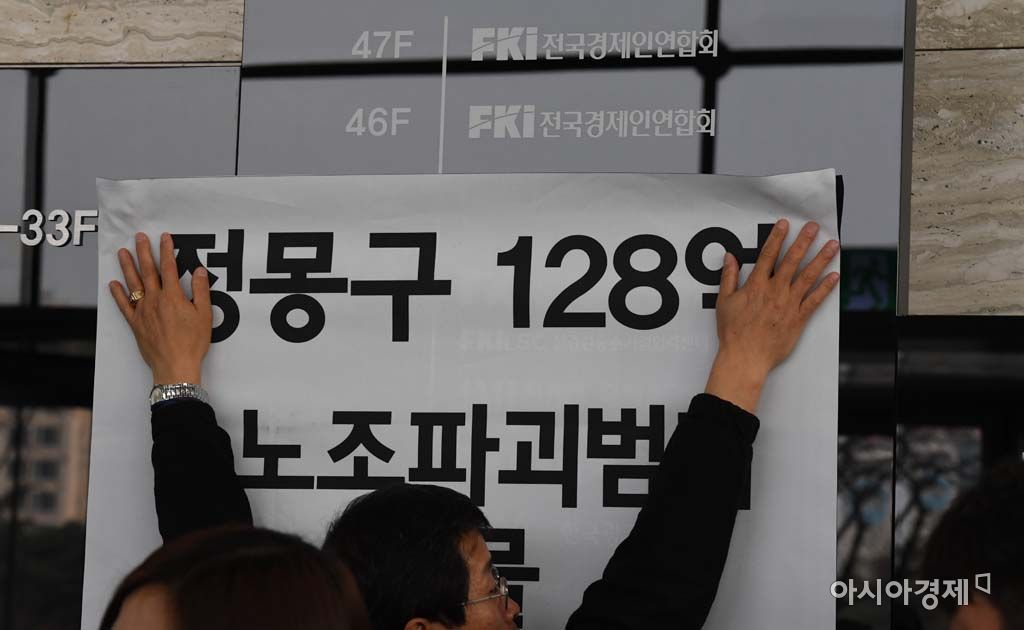 47F FKi 전국경제인연합회
46F FKi 전국경제인연합회
-33F
정몽구 128억
노조파괴범
아시아경제